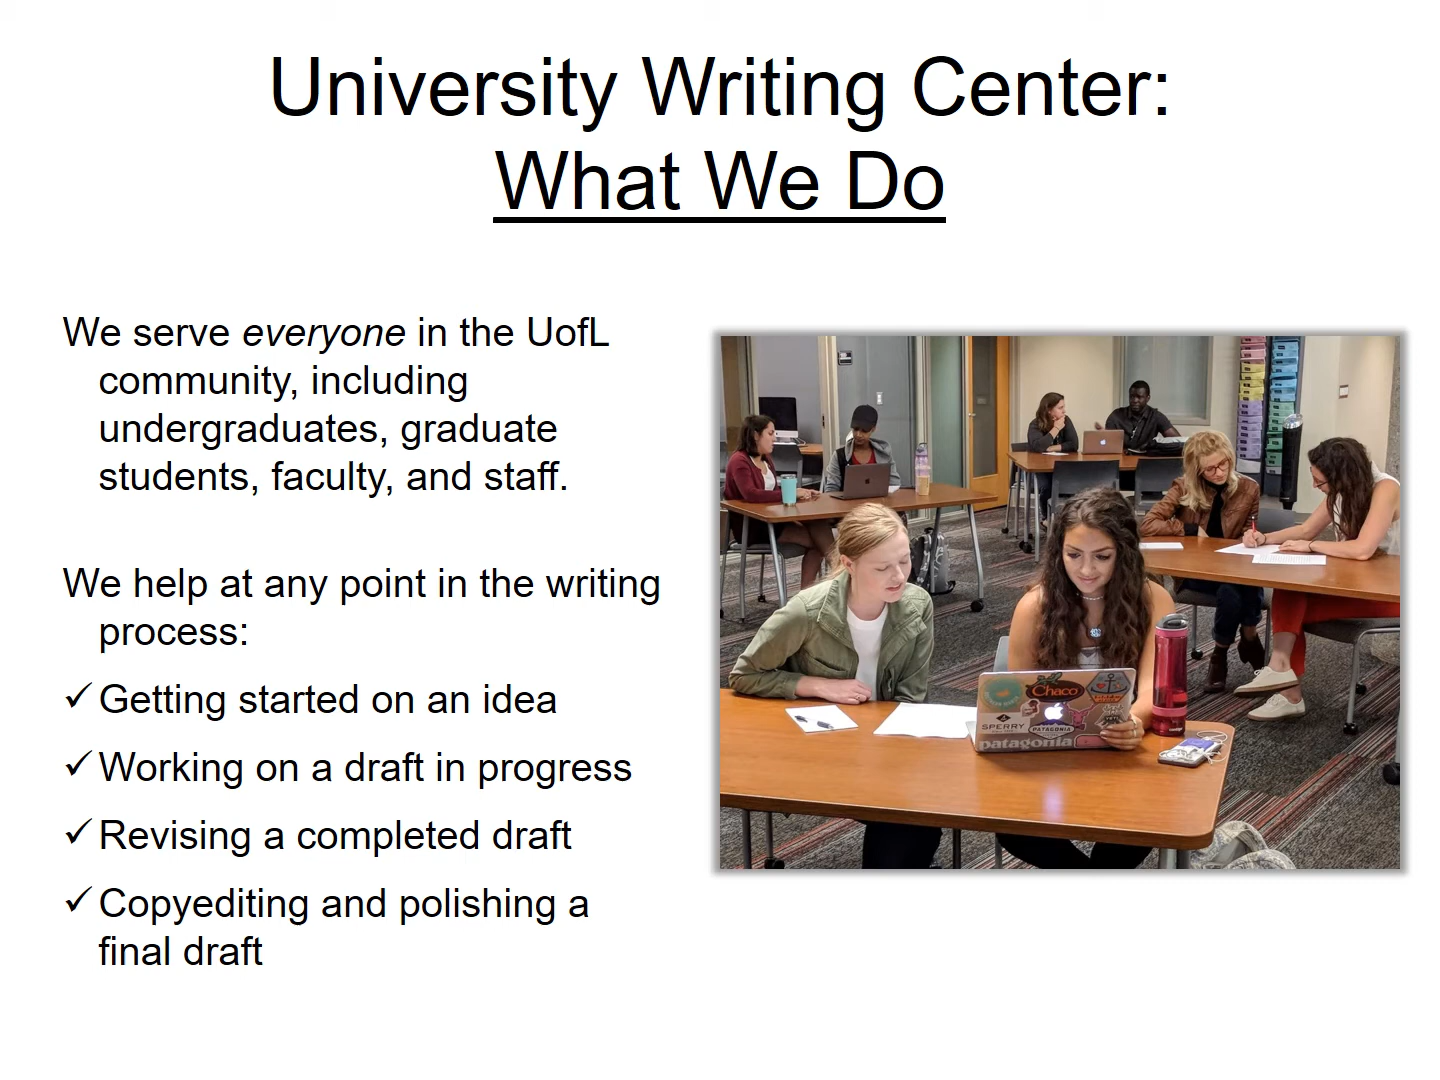 University Writing Center:
What We Do
We serve everyone in the UofL
community, including
undergraduates, graduate
students, faculty, and staff.
We help at any point in the writing
process:
✓ Getting started on an idea
✓ Working on a draft in progress
✓ Revising a completed draft
✓ Copyediting and polishing a
final draft
Chaco
SPERRY
PATAGONIA
patagonia